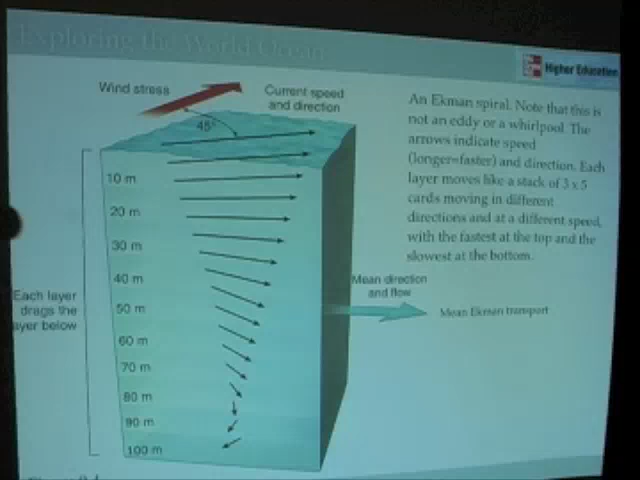 Exploring the World Ocean
Higher Education
Wind stress
Current speed
and direction
45°
An Ekman spiral. Note that this is
not an eddy or a whirlpool. The
arrows indicate speed
(longer=faster) and direction. Each
layer moves like a stack of 3 x 5
cards moving in different
directions and at a different speed,
with the fastest at the top and the
slowest at the bottom.
10 m
20 m
30 m
40 m
50 m
60 m
70 m
80 m
90 m
100 m
Each layer
drags the
ayer below
Mean direction
and flow
Mean Ekman transport